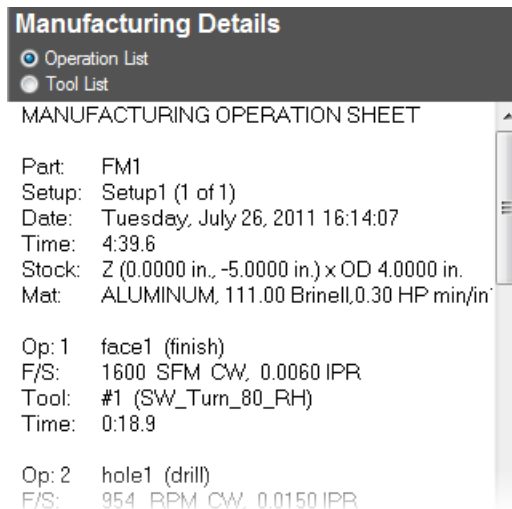 Manufacturing Details
Operation List
Tool List
MANUFACTURING OPERATION SHEET
Part: FM1
Setup: Setup1 (1 of 1)
Date: Tuesday, July 26, 2011 16:14:07
Time: 4:39.6
Stock: Z (0.0000 in., -5.0000 in.) x OD 4.0000 in.
Mat: ALUMINUM, 111.00 Brinell,0.30 HP min/in
Op: 1 face1 (finish)
F/S: 1600 SFM CW, 0.0060 IPR
Tool: #1 (SW_Turn_80_RH)
Time: 0:18.9
Op: 2 hole1 (drill)
F/S: 954 RPM CW, 0.0150 IPR